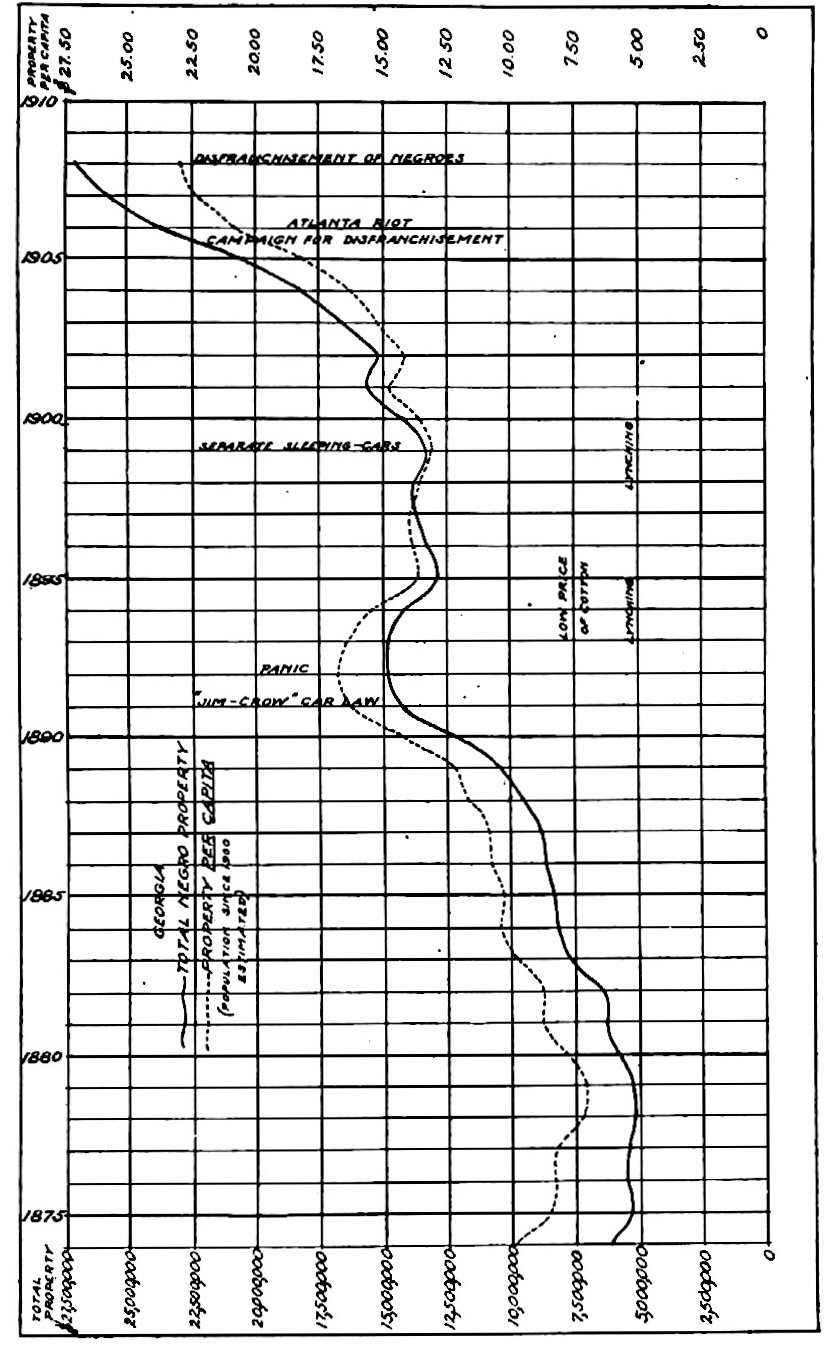 PROPERTY
PER CAPITA
$27.50
25.00
22.50
20.00
17.50
15.00
12.50
10.00
7.50
5.00
2.50
0
1910
DISFRANCHISEMENT OF NEGROES
ATLANTA RIOT
CAMPAIGN FOR DISFRANCHISEMENT
1905
1900
SEPARATE SLEEPING-CARS
LYNCHING
1895
LOW PRICE
OF COTTON
LYNCHING
PANIC
"JIM-CROW" CAR LAW
1890
GEORGIA
TOTAL NEGRO PROPERTY
PROPERTY PER CAPITA
(POPULATION SINCE 1900
ESTIMATED)
1885
1880
1875
TOTAL
PROPERTY
$27,500,000
25,000,000
22,500,000
20,000,000
17,500,000
15,000,000
12,500,000
10,000,000
7,500,000
5,000,000
2,500,000
0